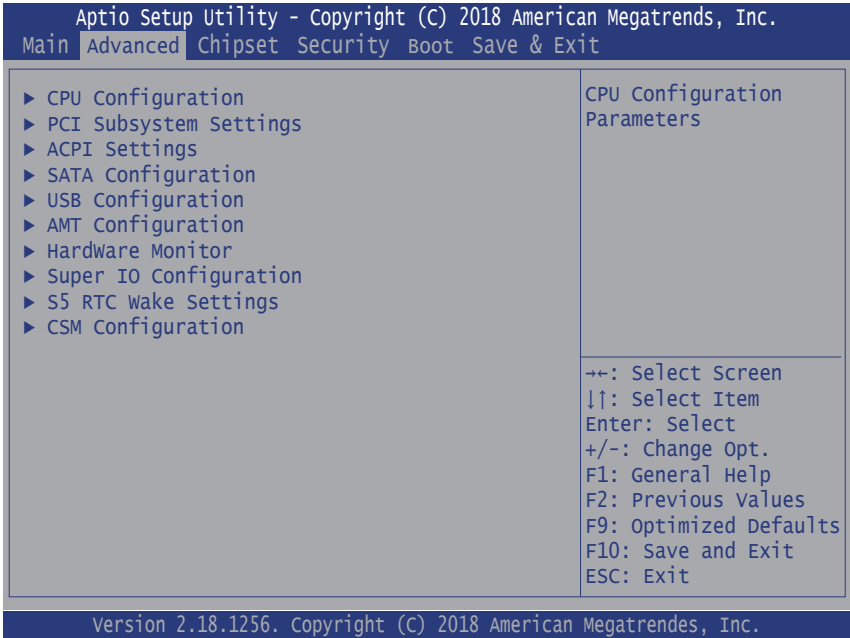 Aptio Setup Utility - Copyright (C) 2018 American Megatrends, Inc.
Main Advanced Chipset Security Boot Save & Exit
▶ CPU Configuration
▶ PCI Subsystem Settings
▶ ACPI Settings
▶ SATA Configuration
▶ USB Configuration
▶ AMT Configuration
▶ HardWare Monitor
▶ Super IO Configuration
▶ S5 RTC Wake Settings
▶ CSM Configuration
CPU Configuration
Parameters
→←: Select Screen
↓↑: Select Item
Enter: Select
+/-: Change Opt.
F1: General Help
F2: Previous Values
F9: Optimized Defaults
F10: Save and Exit
ESC: Exit
Version 2.18.1256. Copyright (C) 2018 American Megatrendes, Inc.